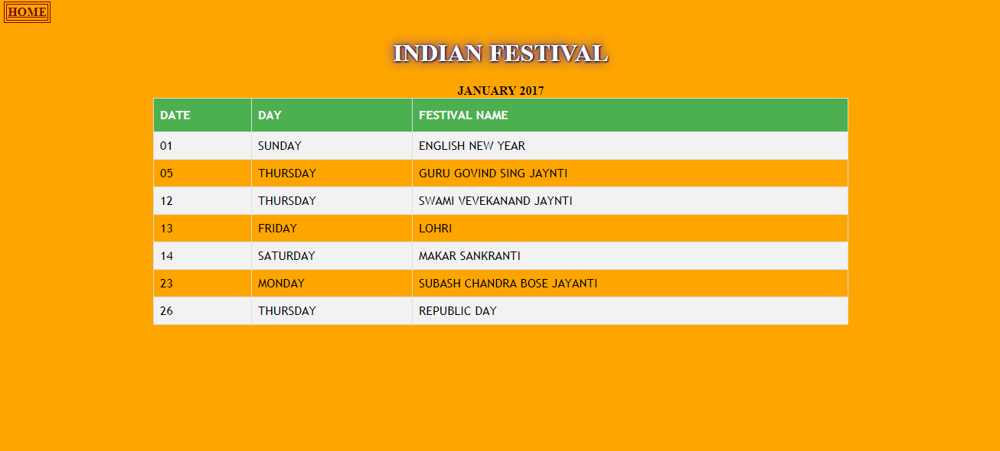 HOME
INDIAN FESTIVAL
JANUARY 2017
DATE DAY FESTIVAL NAME
01 SUNDAY ENGLISH NEW YEAR
05 THURSDAY GURU GOVIND SING JAYNTI
12 THURSDAY SWAMI VEVEKANAND JAYNTI
13 FRIDAY LOHRI
14 SATURDAY MAKAR SANKRANTI
23 MONDAY SUBASH CHANDRA BOSE JAYANTI
26 THURSDAY REPUBLIC DAY